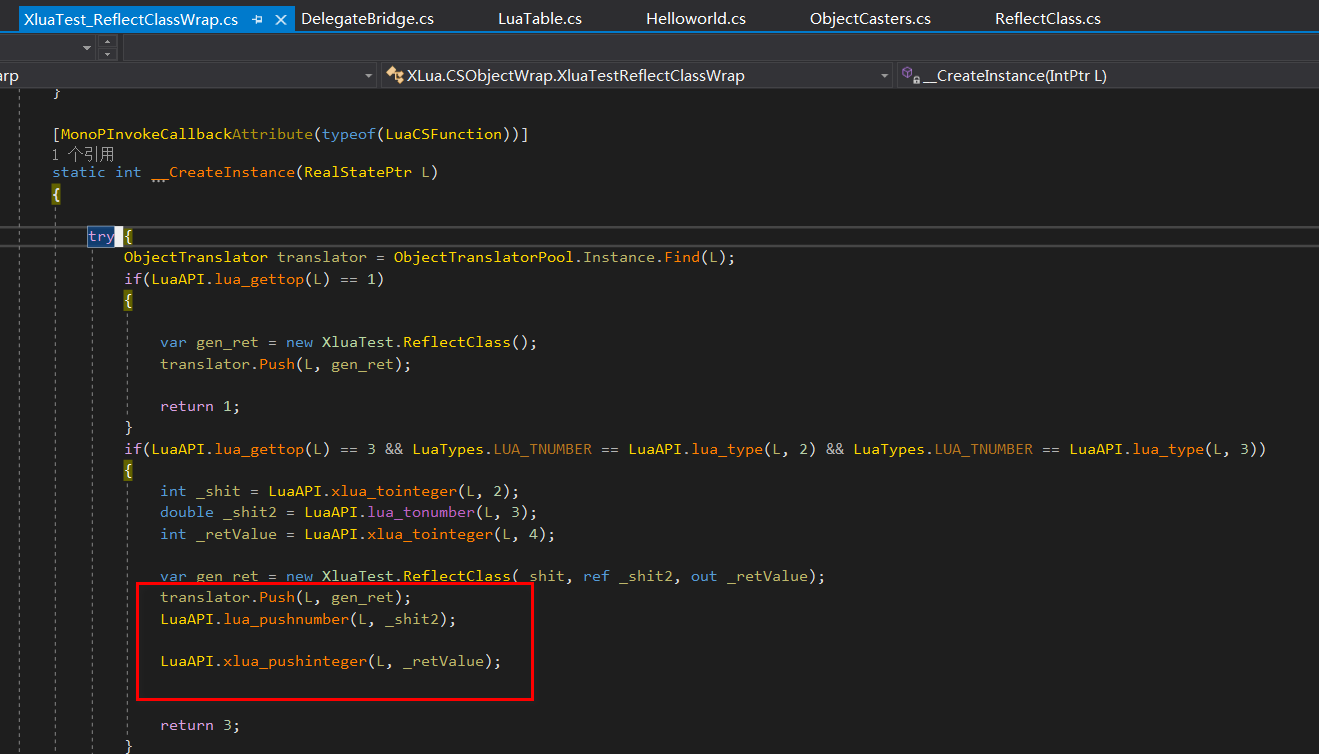 XluaTest_ReflectClassWrap.cs DelegateBridge.cs LuaTable.cs Helloworld.cs ObjectCasters.cs ReflectClass.cs
arp XLua.CSObjectWrap.XluaTestReflectClassWrap __CreateInstance(IntPtr L)
}
[MonoPInvokeCallbackAttribute(typeof(LuaCSFunction))]
1 个引用
static int __CreateInstance(RealStatePtr L)
{
try {
ObjectTranslator translator = ObjectTranslatorPool.Instance.Find(L);
if(LuaAPI.lua_gettop(L) == 1)
{
var gen_ret = new XluaTest.ReflectClass();
translator.Push(L, gen_ret);
return 1;
}
if(LuaAPI.lua_gettop(L) == 3 && LuaTypes.LUA_TNUMBER == LuaAPI.lua_type(L, 2) && LuaTypes.LUA_TNUMBER == LuaAPI.lua_type(L, 3))
{
int _shit = LuaAPI.xlua_tointeger(L, 2);
double _shit2 = LuaAPI.lua_tonumber(L, 3);
int _retValue = LuaAPI.xlua_tointeger(L, 4);
var gen_ret = new XluaTest.ReflectClass(_shit, ref _shit2, out _retValue);
translator.Push(L, gen_ret);
LuaAPI.lua_pushnumber(L, _shit2);
LuaAPI.xlua_pushinteger(L, _retValue);
return 3;
}